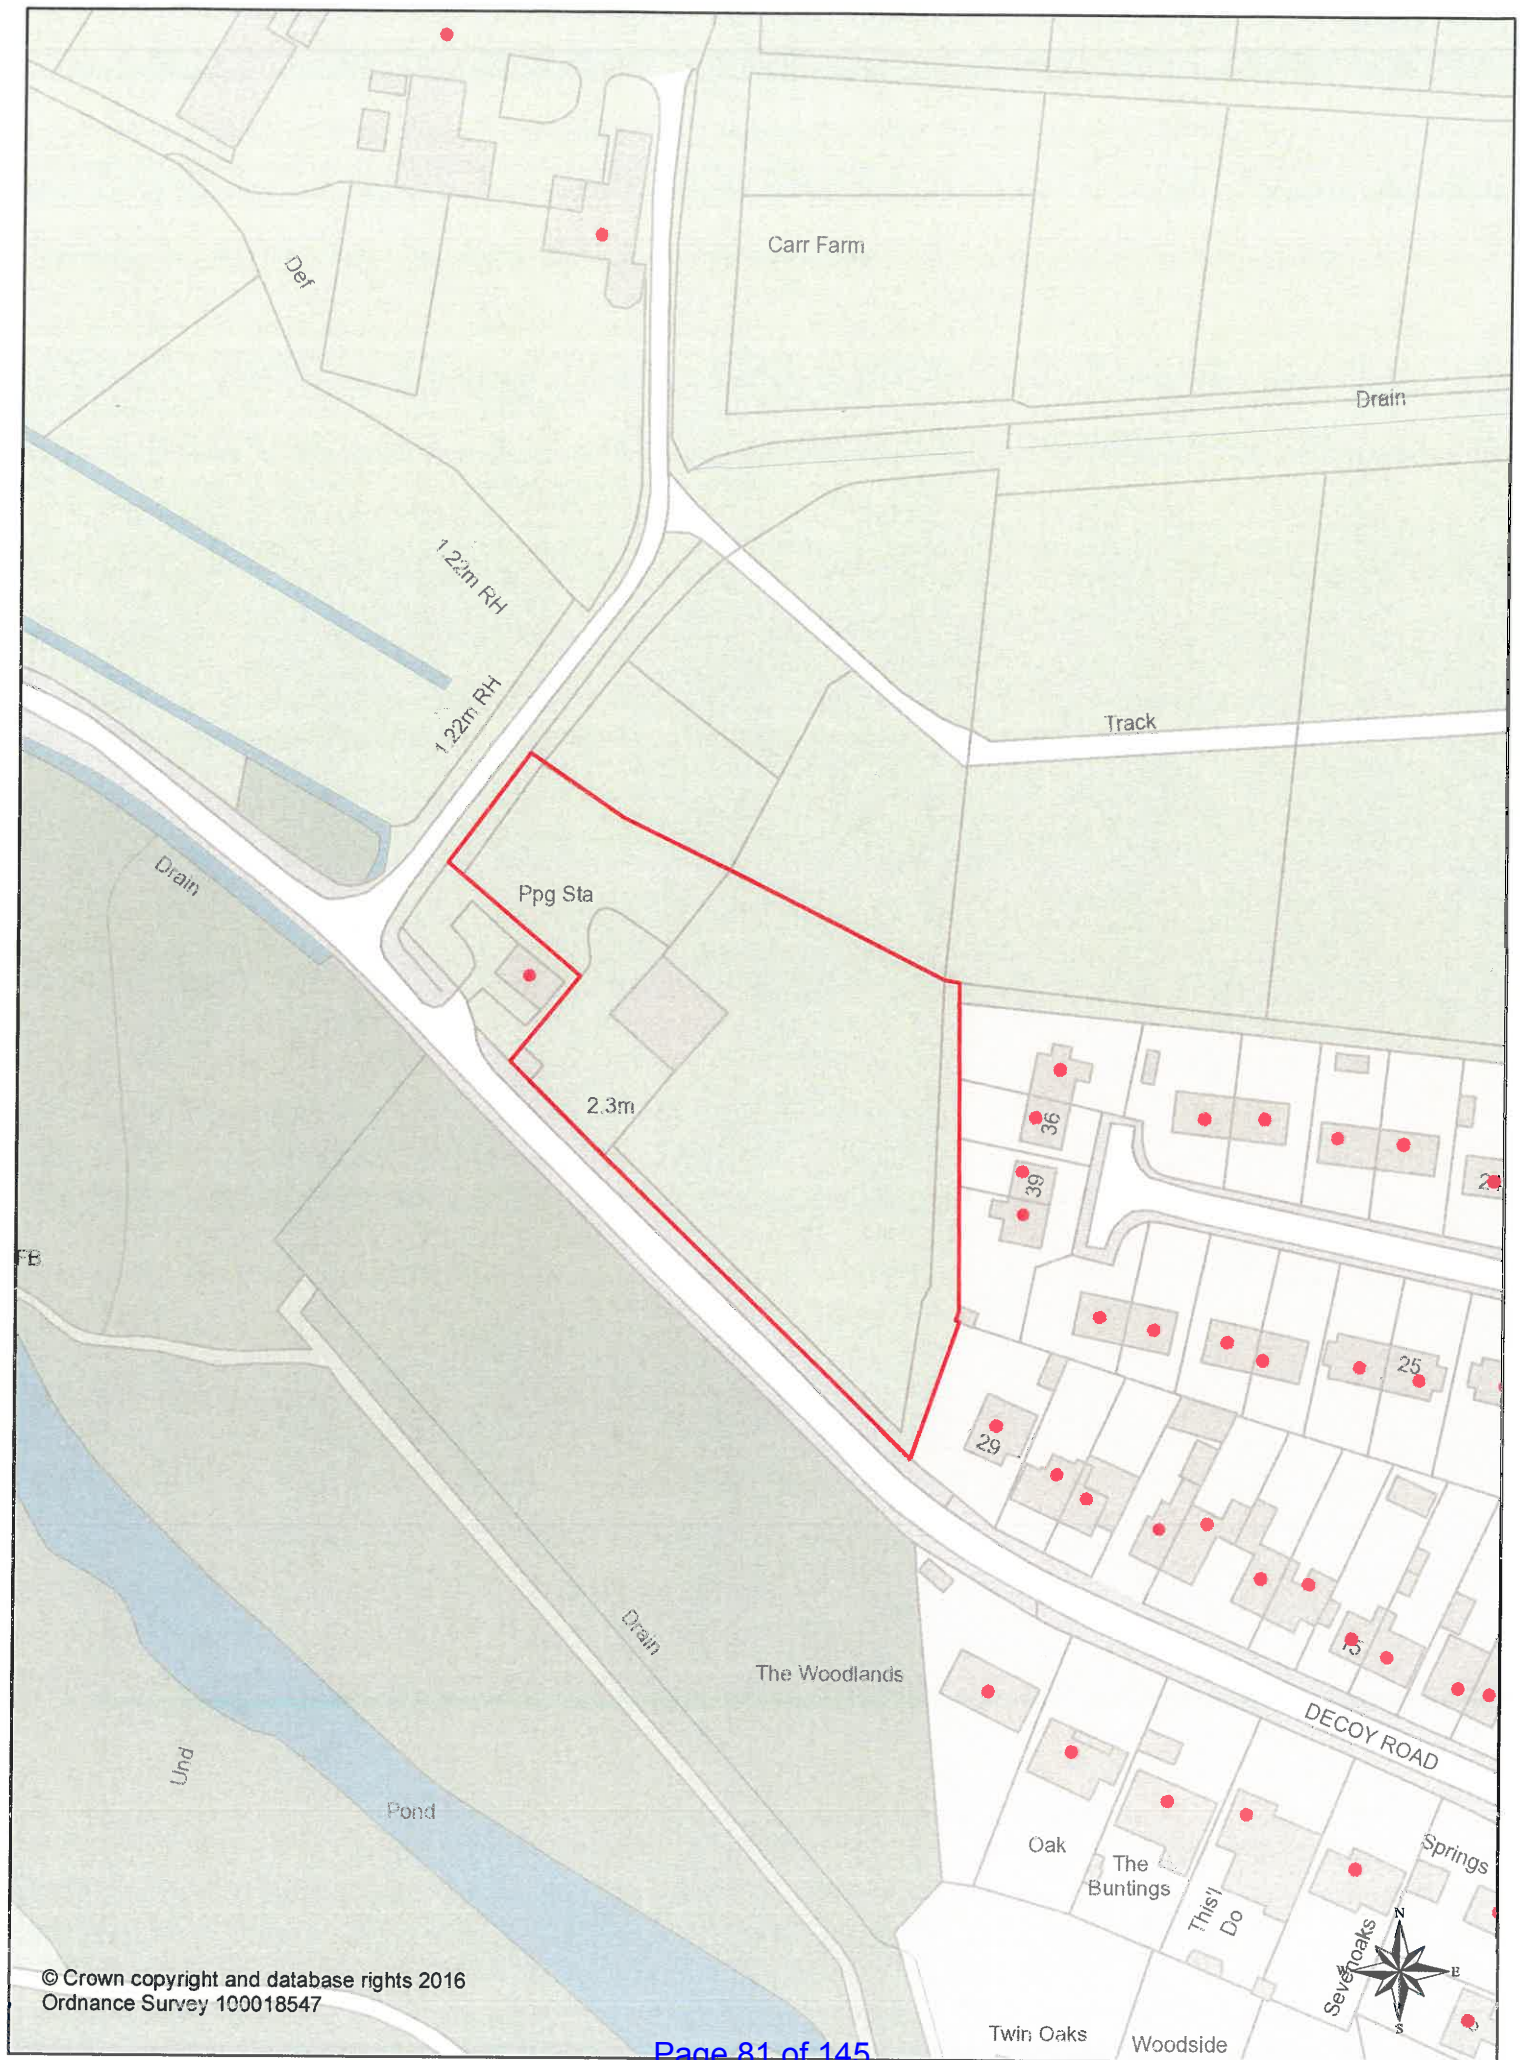 Carr Farm
Def
Drain
1.22m RH
1.22m RH
Track
Drain
Ppg Sta
2.3m
36
39
FB
25
29
Drain
15
The Woodlands
DECOY ROAD
Und
Pond
Oak
The
Buntings
This'l
Do
Springs
Sevenoaks
N
E
S
© Crown copyright and database rights 2016
Ordnance Survey 100018547
Twin Oaks
Woodside
Page 81 of 145